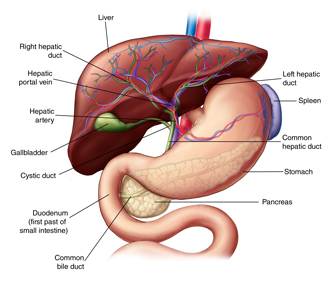 Liver
Right hepatic
duct
Hepatic
portal vein
Hepatic
artery
Gallbladder
Cystic duct
Duodenum
(first past of
small intestine)
Common
bile duct
Left hepatic
duct
Spleen
Common
hepatic duct
Stomach
Pancreas